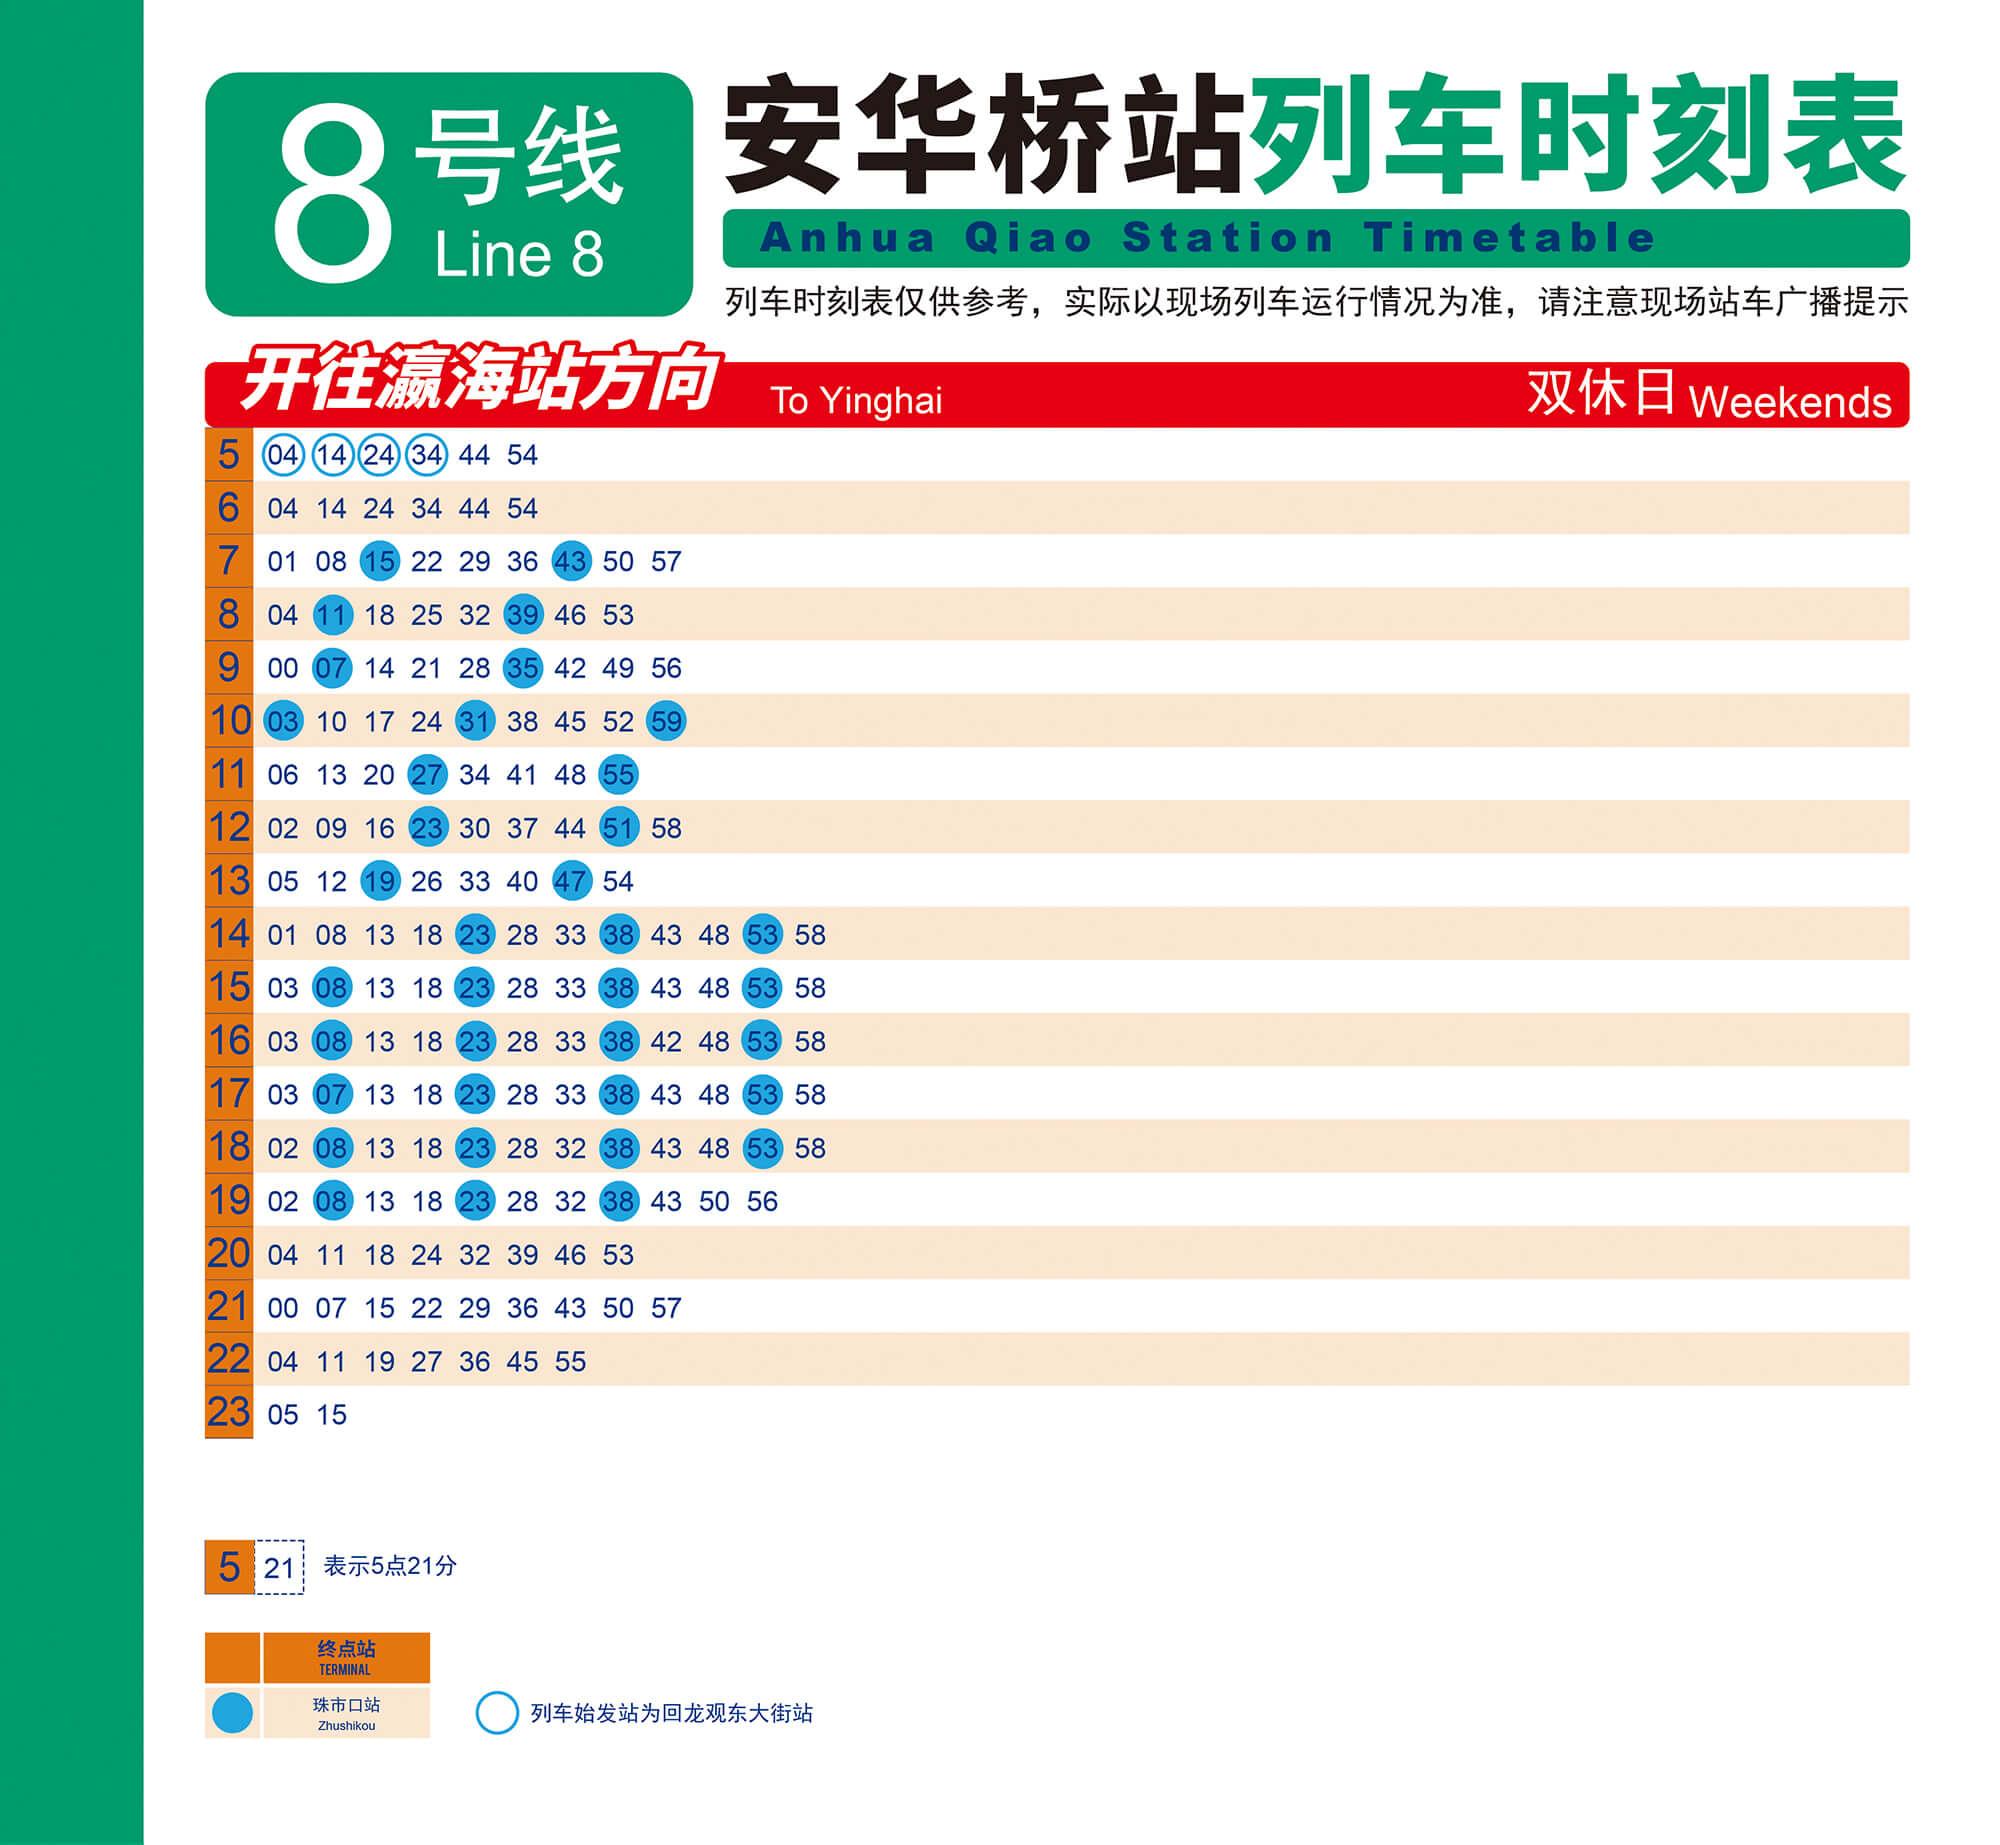 8号线
Line 8
安华桥站列车时刻表
Anhua Qiao Station Timetable
列车时刻表仅供参考，实际以现场列车运行情况为准，请注意现场站车广播提示
开往瀛海站方向 To Yinghai 双休日 Weekends
5 04 14 24 34 44 54
6 04 14 24 34 44 54
7 01 08 15 22 29 36 43 50 57
8 04 11 18 25 32 39 46 53
9 00 07 14 21 28 35 42 49 56
10 03 10 17 24 31 38 45 52 59
11 06 13 20 27 34 41 48 55
12 02 09 16 23 30 37 44 51 58
13 05 12 19 26 33 40 47 54
14 01 08 13 18 23 28 33 38 43 48 53 58
15 03 08 13 18 23 28 33 38 43 48 53 58
16 03 08 13 18 23 28 33 38 42 48 53 58
17 03 07 13 18 23 28 33 38 43 48 53 58
18 02 08 13 18 23 28 32 38 43 48 53 58
19 02 08 13 18 23 28 32 38 43 50 56
20 04 11 18 24 32 39 46 53
21 00 07 15 22 29 36 43 50 57
22 04 11 19 27 36 45 55
23 05 15
5 21 表示5点21分
终点站
TERMINAL
珠市口站
Zhushikou
列车始发站为回龙观东大街站